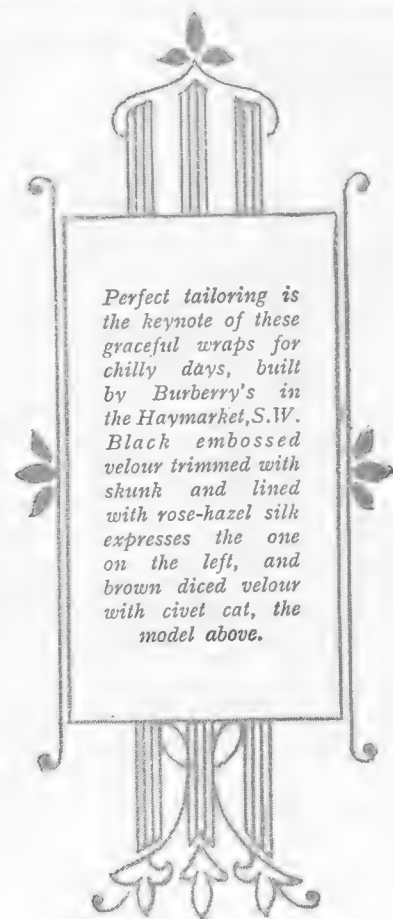 Perfect tailoring is
the keynote of these
graceful wraps for
chilly days, built
by Burberry's in
the Haymarket, S.W.
Black embossed
velour trimmed with
skunk and lined
with rose-hazel silk
expresses the one
on the left, and
brown diced velour
with civet cat, the
model above.